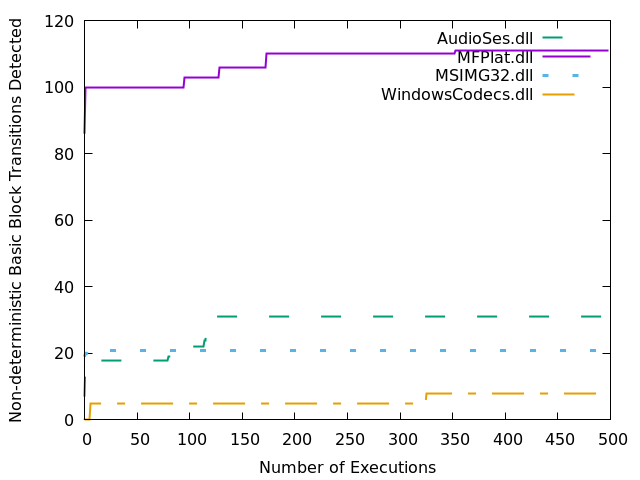 Non-deterministic Basic Block Transitions Detected
120
100
80
60
40
20
0
AudioSes.dll
MFPlat.dll
MSIMG32.dll
WindowsCodecs.dll
0 50 100 150 200 250 300 350 400 450 500
Number of Executions